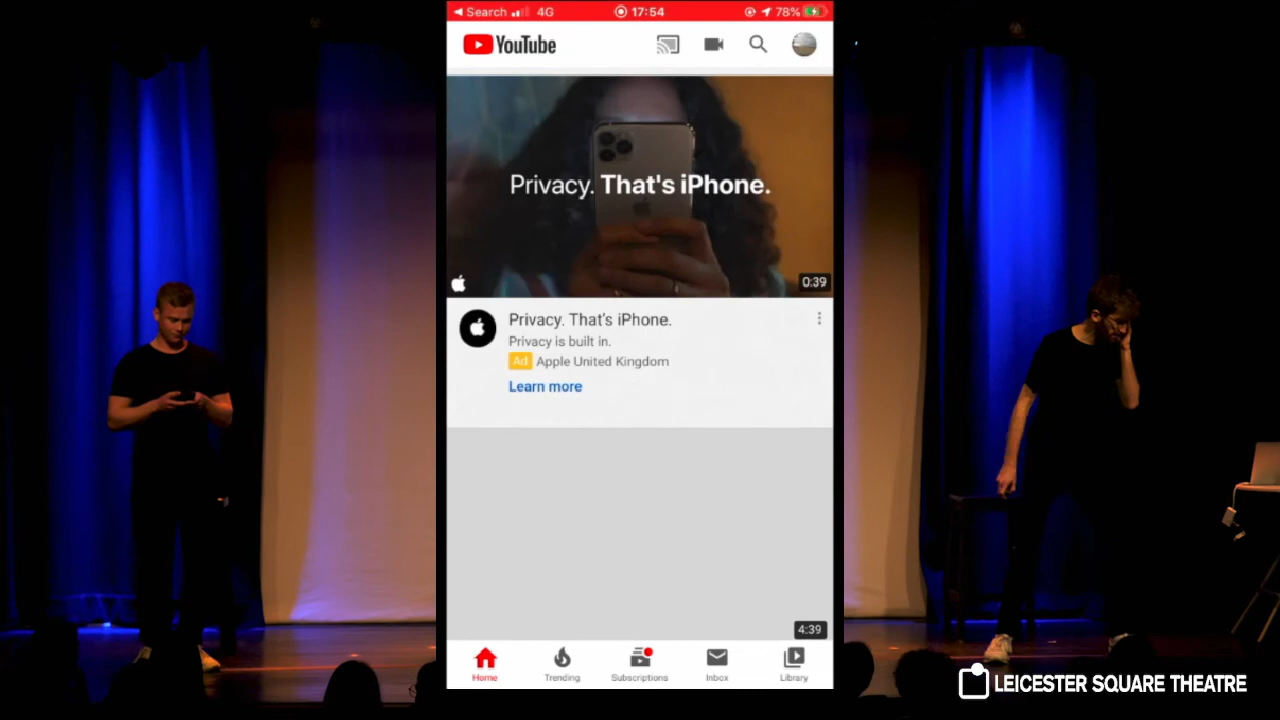 Search 4G 17:54 78%
YouTube
Privacy. That's iPhone.
0:39
Privacy. That's iPhone.
Privacy is built in.
Ad Apple United Kingdom
Learn more
4:39
Home Trending Subscriptions Inbox Library
LEICESTER SQUARE THEATRE